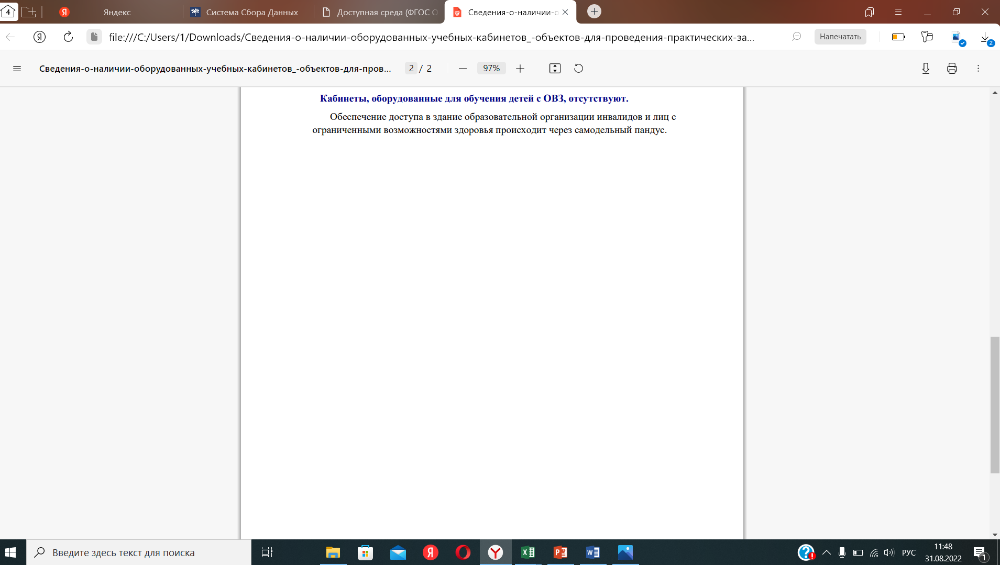 4
Яндекс
Система Сбора Данных
Доступная среда (ФГОС О
Сведения-о-наличии-о
file:///C:/Users/1/Downloads/Сведения-о-наличии-оборудованных-учебных-кабинетов_-объектов-для-проведения-практических-за...
Напечатать
2
Сведения-о-наличии-оборудованных-учебных-кабинетов_-объектов-для-пров...
2 / 2
97%
Кабинеты, оборудованные для обучения детей с ОВЗ, отсутствуют.
Обеспечение доступа в здание образовательной организации инвалидов и лиц с
ограниченными возможностями здоровья происходит через самодельный пандус.
Введите здесь текст для поиска
РУС
11:48
31.08.2022
1